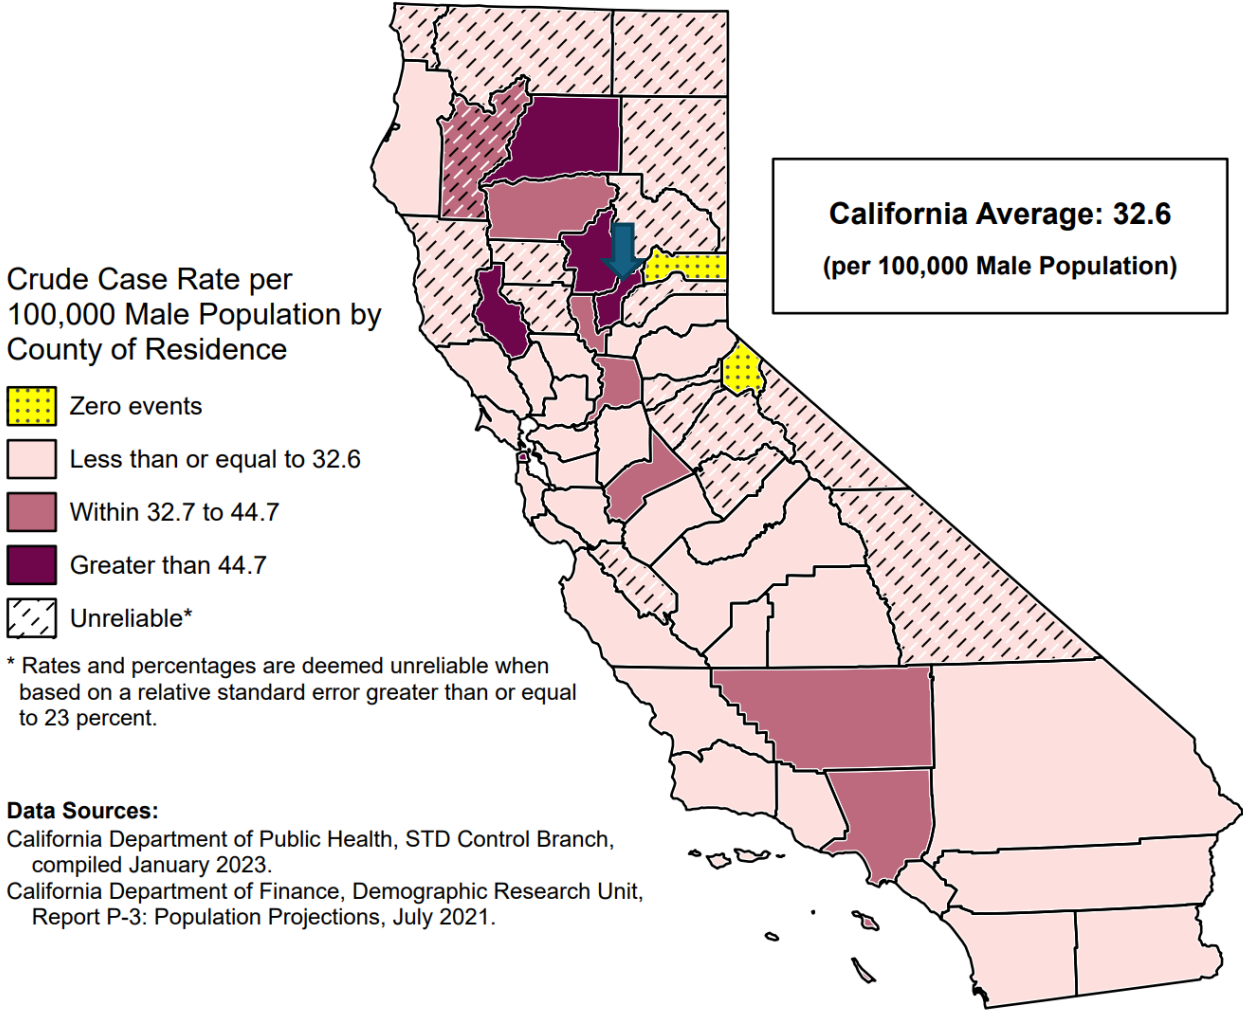 California Average: 32.6
(per 100,000 Male Population)
Crude Case Rate per
100,000 Male Population by
County of Residence
Zero events
Less than or equal to 32.6
Within 32.7 to 44.7
Greater than 44.7
Unreliable*
* Rates and percentages are deemed unreliable when
based on a relative standard error greater than or equal
to 23 percent.
Data Sources:
California Department of Public Health, STD Control Branch,
compiled January 2023.
California Department of Finance, Demographic Research Unit,
Report P-3: Population Projections, July 2021.